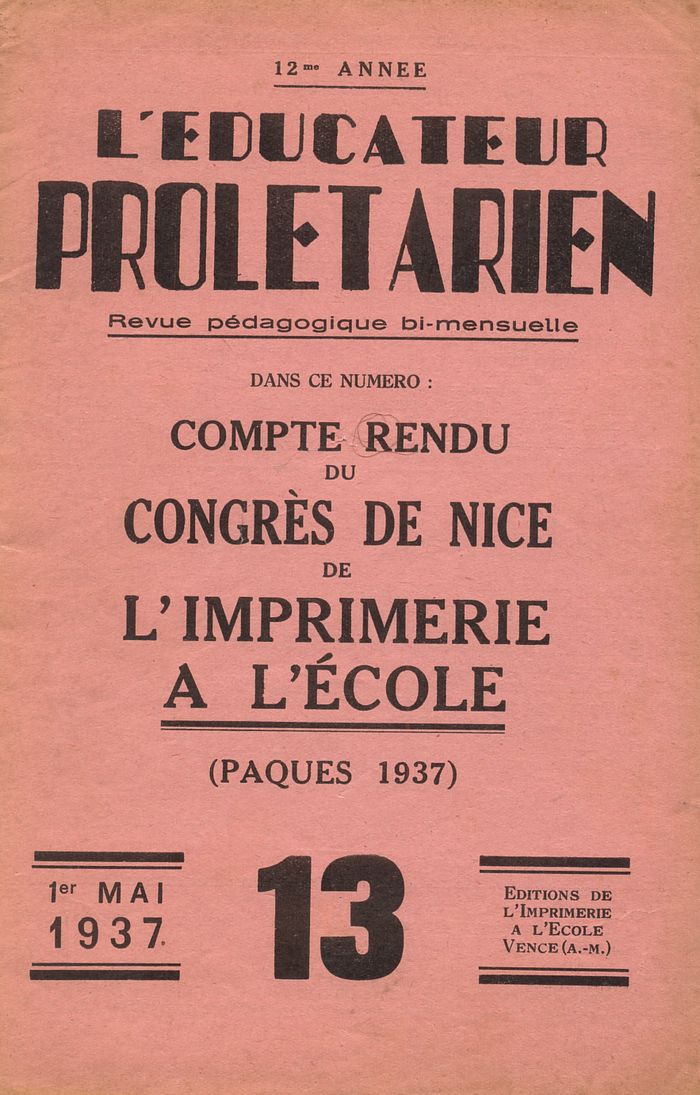 12me ANNEE
L'EDUCATEUR
PROLETARIEN
Revue pédagogique bi-mensuelle
DANS CE NUMERO :
COMPTE RENDU
DU
CONGRÈS DE NICE
DE
L'IMPRIMERIE
A L'ÉCOLE
(PAQUES 1937)
1er MAI
1937
13
EDITIONS DE
L'IMPRIMERIE
A L'ECOLE
VENCE (A.-M.)